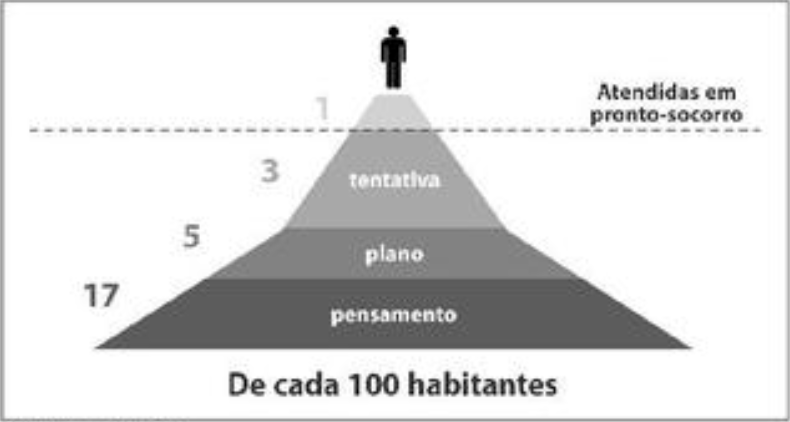 Atendidas em
pronto-socorro
1
3
tentativa
5
plano
17
pensamento
De cada 100 habitantes